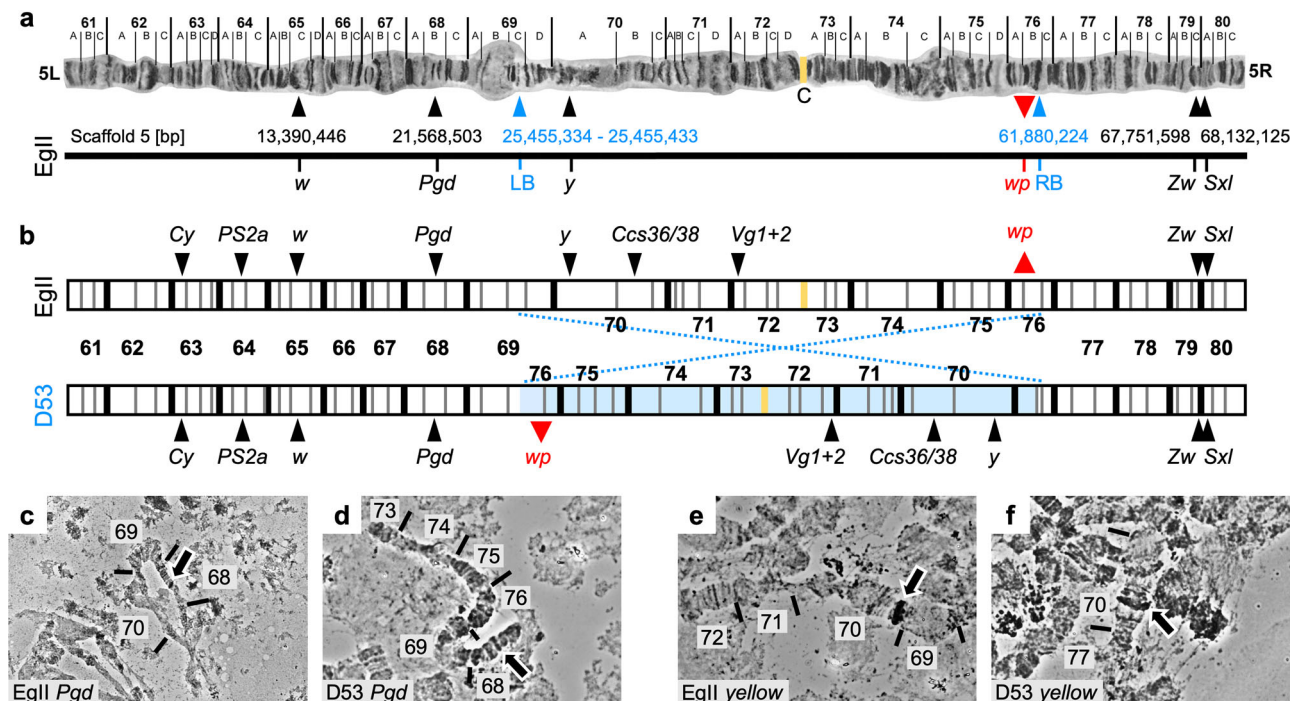 a
61 62 63 64 65 66 67 68 69 70 71 72 73 74 75 76 77 78 79 80
A B C A B C A B C D A B C A B C D A B C A B C A B C A B C D A B C A B C D A B C D A B C A B C A B C D A B C A B C A B C A B C A B C
5L 5R
C
Scaffold 5 [bp] 13,390,446 21,568,503 25,455,334 - 25,455,433 61,880,224 67,751,598 68,132,125
EgII
w Pgd LB y wp RB Zw Sxl
b
Cy PS2a w Pgd y Ccs36/38 Vg1+2 wp Zw Sxl
EgII
70 71 72 73 74 75 76
61 62 63 64 65 66 67 68 69 77 78 79 80
76 75 74 73 72 71 70
D53
Cy PS2a w Pgd wp Vg1+2 Ccs36/38 y Zw Sxl
c
69
68
70
EgII Pgd
d
73
74
75
76
69
68
D53 Pgd
e
72
71
70
69
EgII yellow
f
70
77
D53 yellow